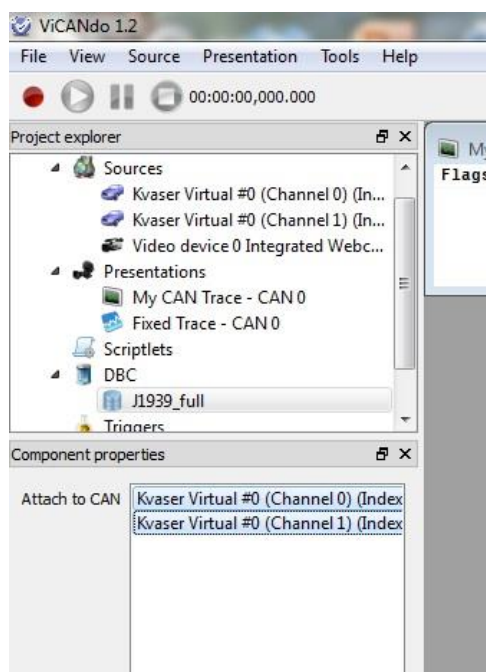 ViCANdo 1.2
File View Source Presentation Tools Help
00:00:00,000.000
Project explorer
My
Flags
Sources
Kvaser Virtual #0 (Channel 0) (In...
Kvaser Virtual #0 (Channel 1) (In...
Video device 0 Integrated Webc...
Presentations
My CAN Trace - CAN 0
Fixed Trace - CAN 0
Scriptlets
DBC
J1939_full
Triggers
Component properties
Attach to CAN
Kvaser Virtual #0 (Channel 0) (Index
Kvaser Virtual #0 (Channel 1) (Index